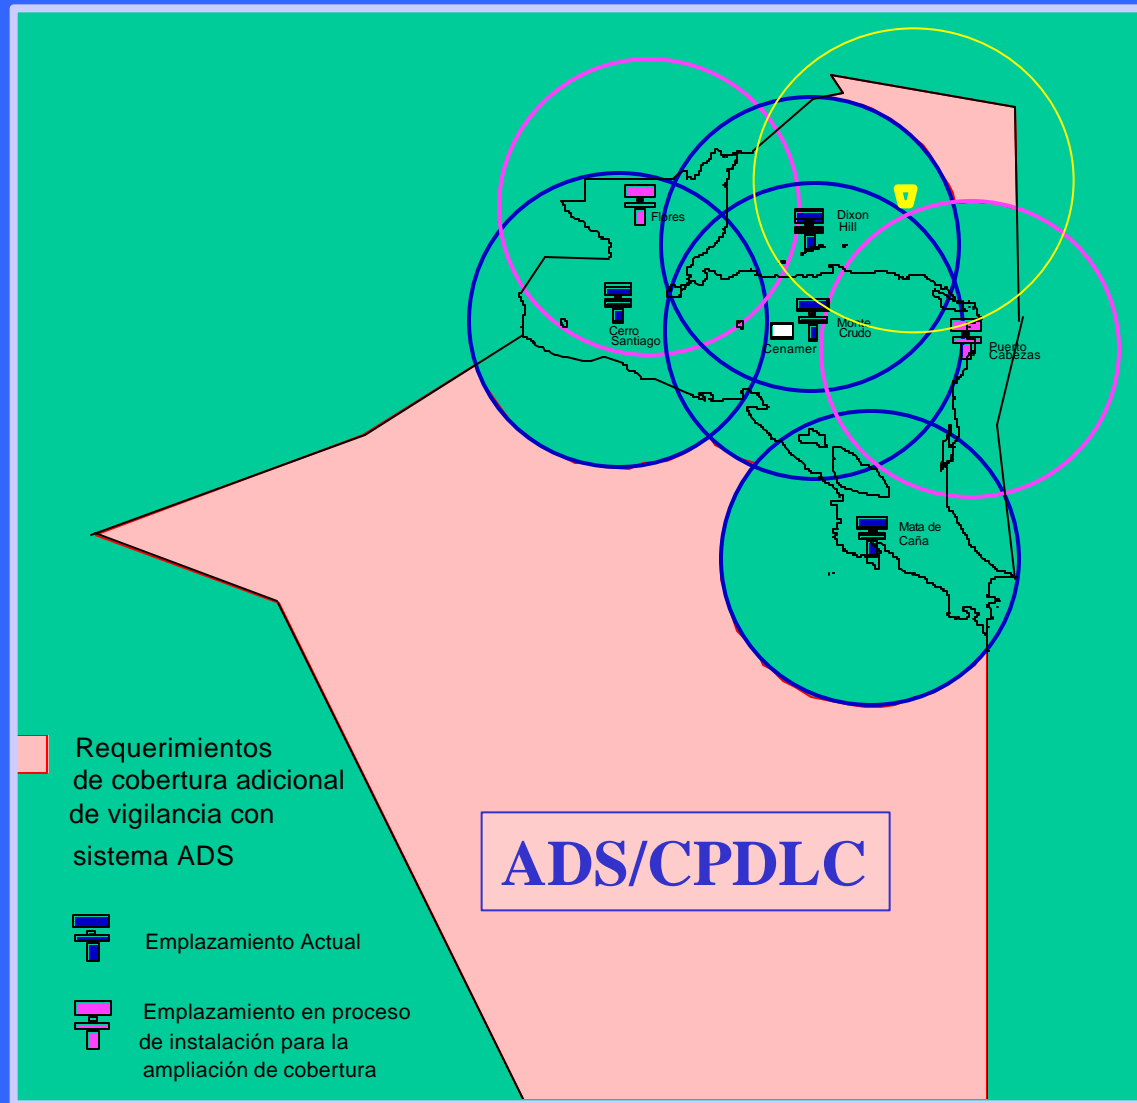 Flores
Dixon
Hill
Cerro
Santiago
Monte
Crudo
Cenamer
Puerto
Cabezas
Mata de
Caña
Requerimientos
de cobertura adicional
de vigilancia con
sistema ADS
ADS/CPDLC
Emplazamiento Actual
Emplazamiento en proceso
de instalación para la
ampliación de cobertura